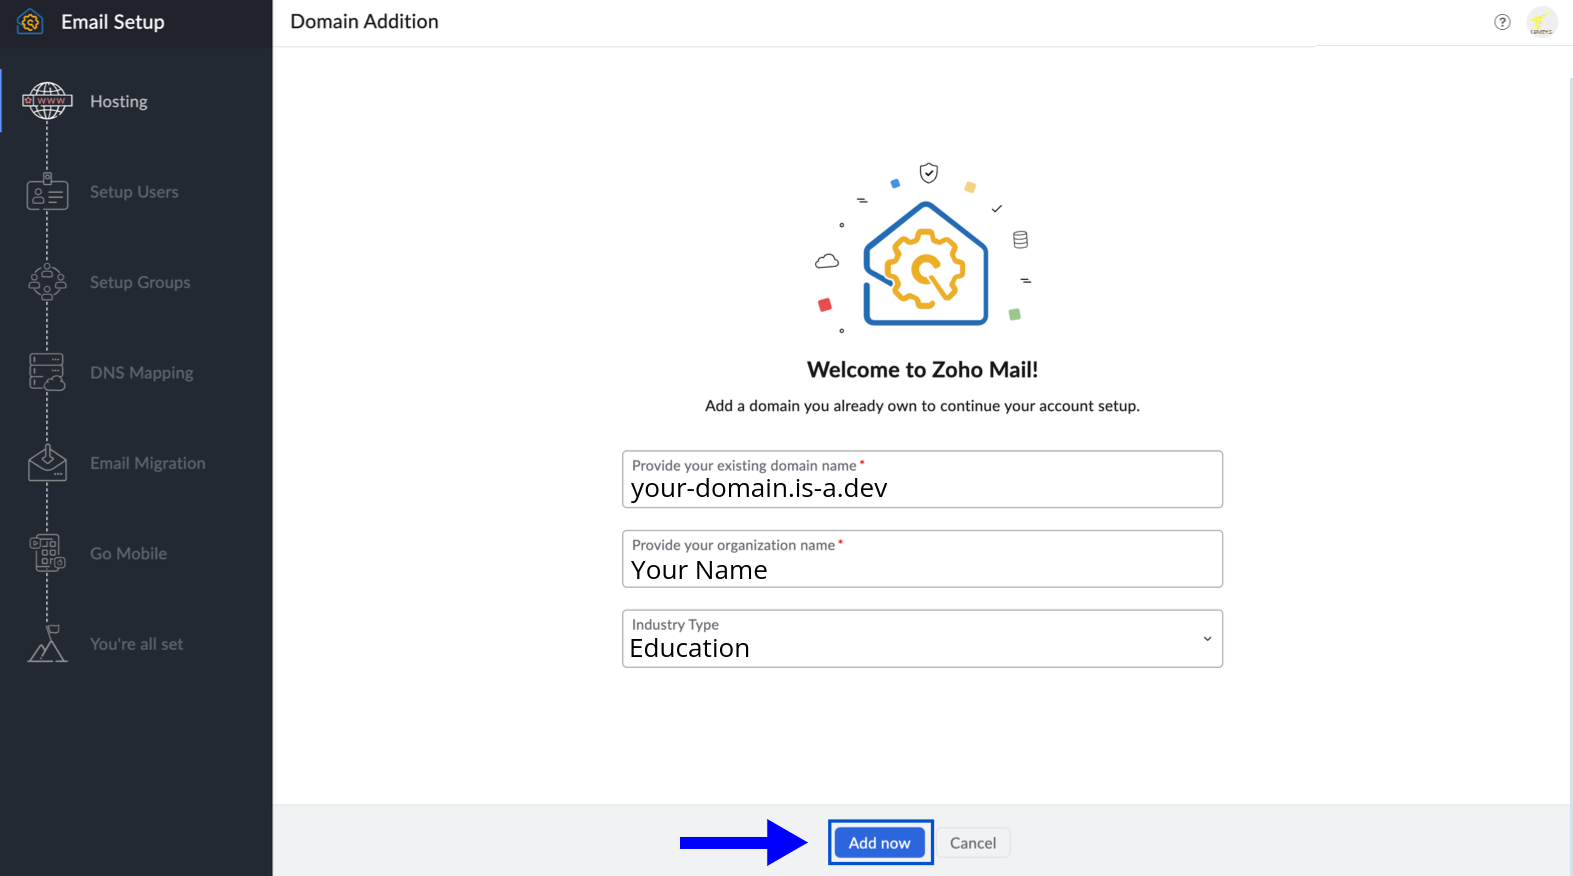 Email Setup
Domain Addition
?
WWW
Hosting
Setup Users
Setup Groups
DNS Mapping
Email Migration
Go Mobile
You're all set
Welcome to Zoho Mail!
Add a domain you already own to continue your account setup.
Provide your existing domain name*
your-domain.is-a.dev
Provide your organization name*
Your Name
Industry Type
Education
Add now
Cancel